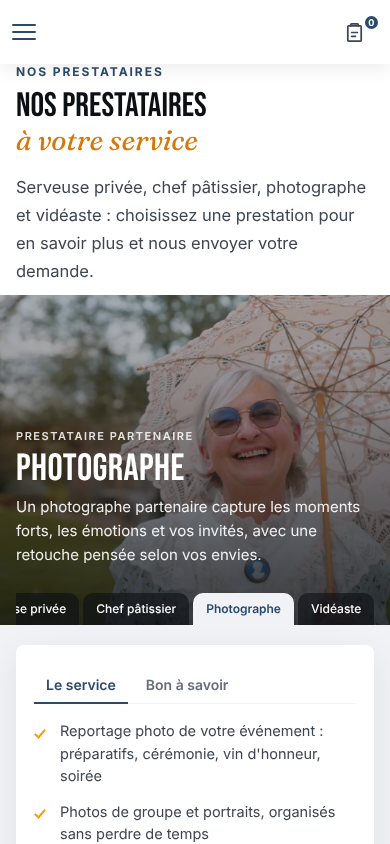 0
NOS PRESTATAIRES
NOS PRESTATAIRES
à votre service
Serveuse privée, chef pâtissier, photographe
et vidéaste : choisissez une prestation pour
en savoir plus et nous envoyer votre
demande.
PRESTATAIRE PARTENAIRE
PHOTOGRAPHE
Un photographe partenaire capture les moments
forts, les émotions et vos invités, avec une
retouche pensée selon vos envies.
se privée Chef pâtissier Photographe Vidéaste
Le service Bon à savoir
Reportage photo de votre événement :
préparatifs, cérémonie, vin d'honneur,
soirée
Photos de groupe et portraits, organisés
sans perdre de temps